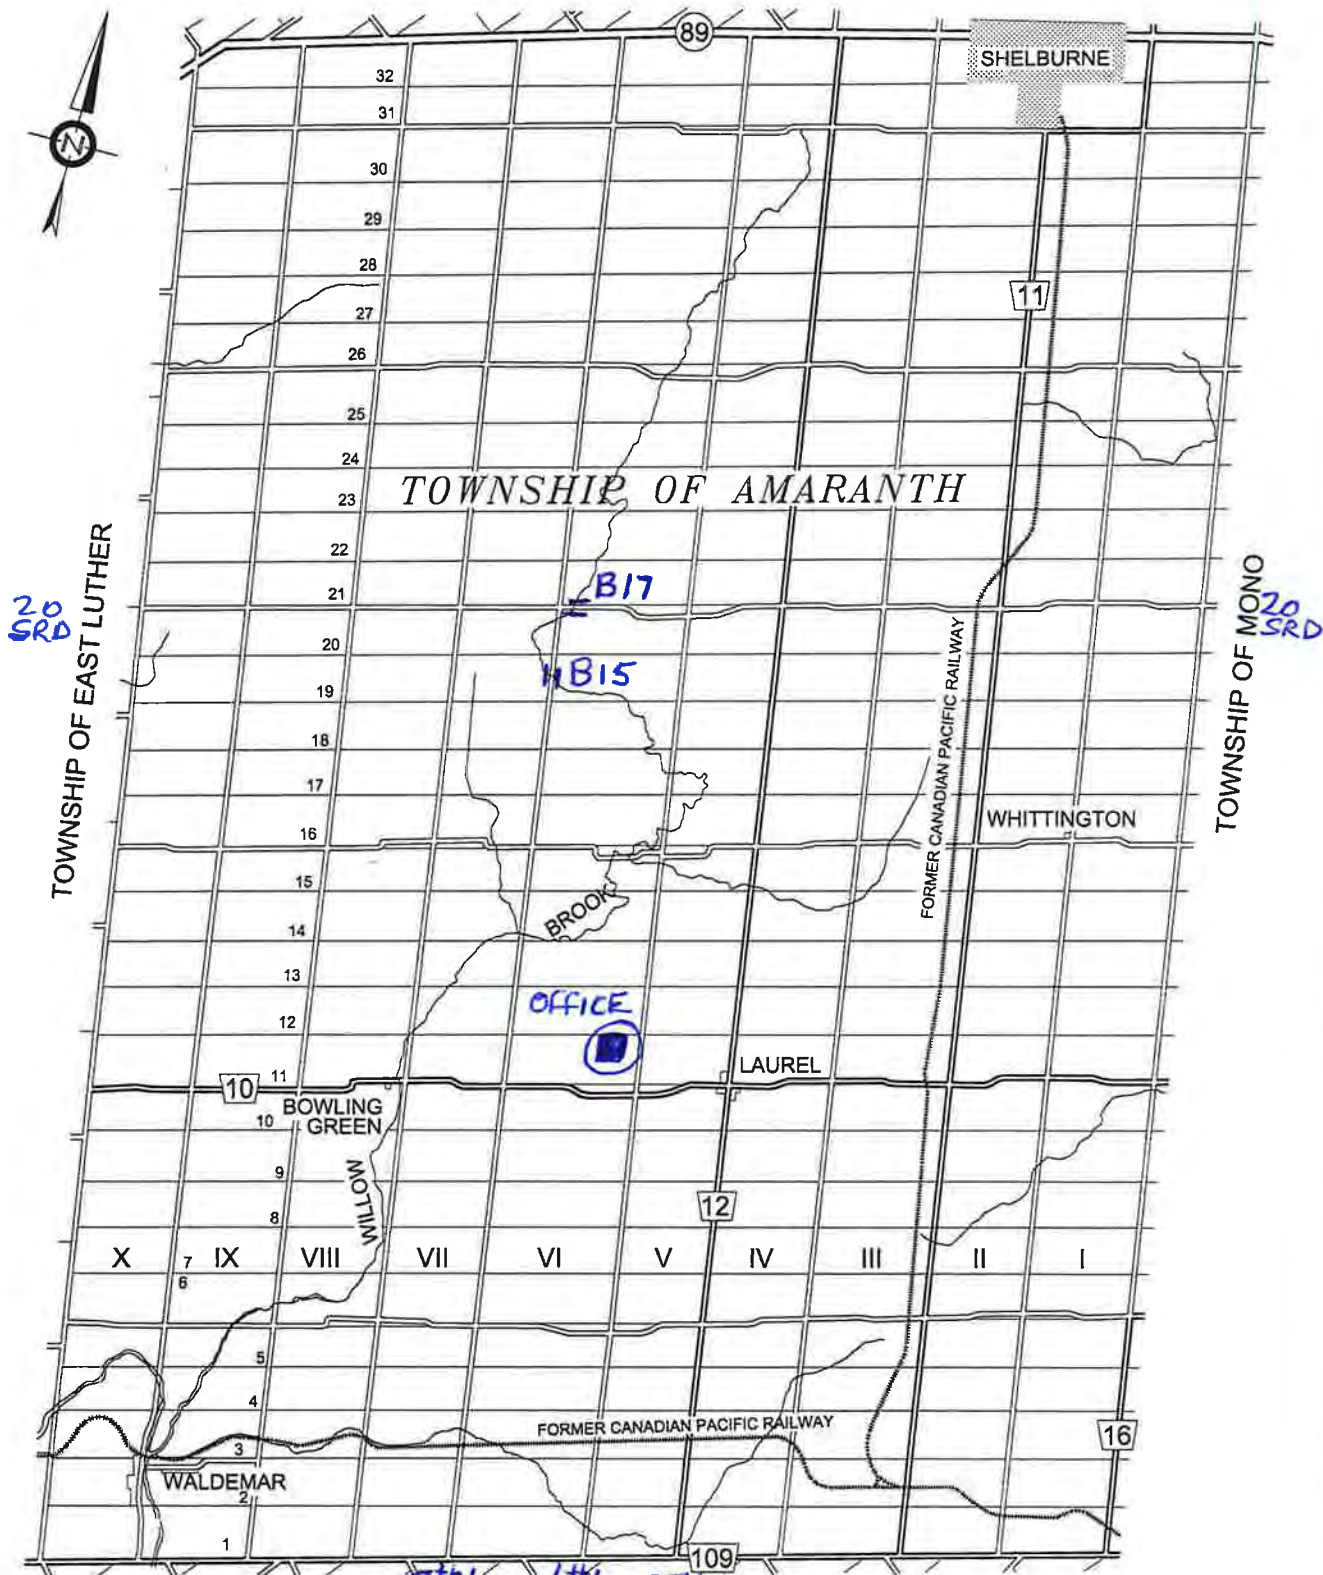 89
SHELBURNE
32
31
30
29
28
27
11
26
25
24
TOWNSHIP OF AMARANTH
23
22
TOWNSHIP OF EAST LUTHER
TOWNSHIP OF MONO
20
SRD
21
B17
20
SRD
20
B15
19
FORMER CANADIAN PACIFIC RAILWAY
18
17
16
WHITTINGTON
15
BROOK
14
13
OFFICE
12
LAUREL
10
11
BOWLING
GREEN
10
9
WILLOW
12
8
X
7
IX
VIII
VII
VI
V
IV
III
II
I
6
5
4
FORMER CANADIAN PACIFIC RAILWAY
16
3
WALDEMAR
2
1
109
N